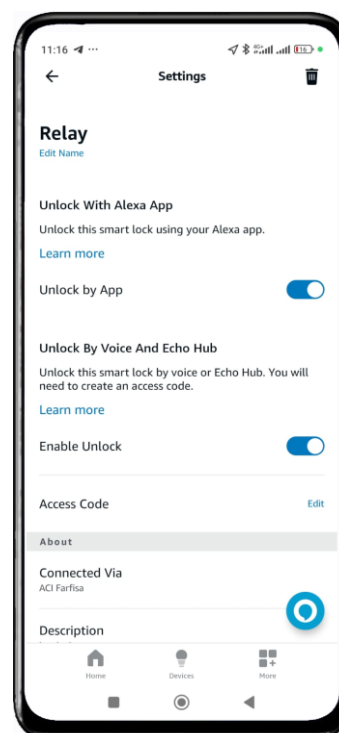 11:16
4G+
16
Settings
Relay
Edit Name
Unlock With Alexa App
Unlock this smart lock using your Alexa app.
Learn more
Unlock by App
Unlock By Voice And Echo Hub
Unlock this smart lock by voice or Echo Hub. You will
need to create an access code.
Learn more
Enable Unlock
Access Code
Edit
About
Connected Via
ACI Farfisa
Description
Home
Devices
More